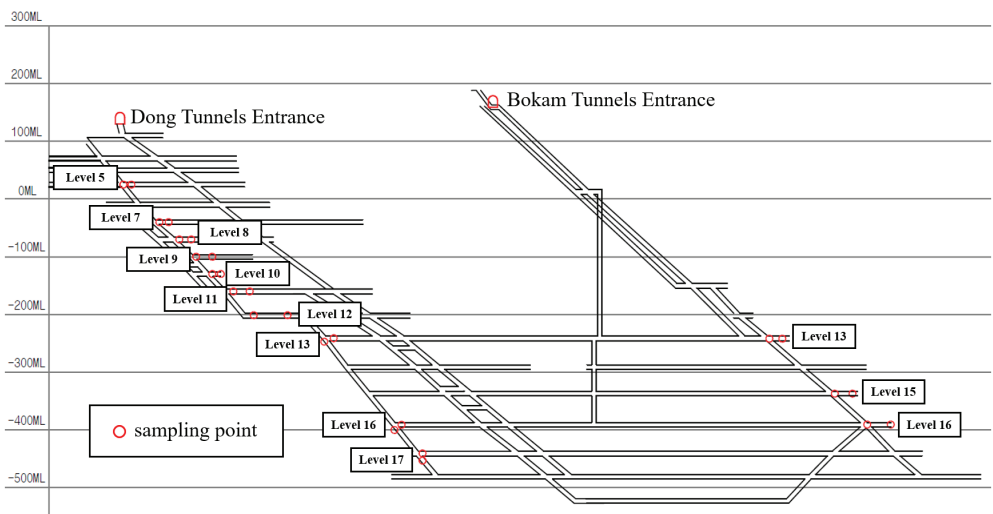 300ML
200ML
Bokam Tunnels Entrance
Dong Tunnels Entrance
100ML
Level 5
0ML
Level 7
Level 8
-100ML
Level 9
Level 10
Level 11
-200ML
Level 12
Level 13
Level 13
-300ML
Level 15
Level 16
Level 16
-400ML
sampling point
Level 17
-500ML